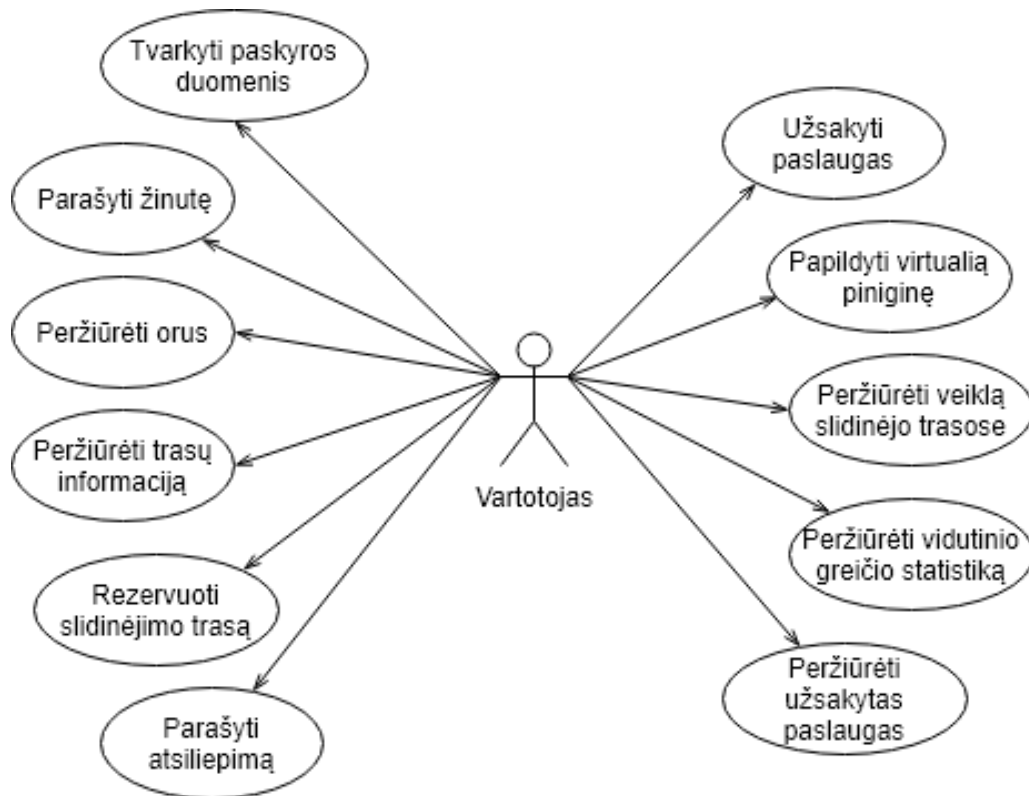 Tvarkyti paskyros
duomenis
Parašyti žinutę
Peržiūrėti orus
Peržiūrėti trasų
informaciją
Rezervuoti
slidinėjimo trasą
Parašyti
atsiliepimą
Vartotojas
Užsakyti
paslaugas
Papildyti virtualią
piniginę
Peržiūrėti veiklą
slidinėjo trasose
Peržiūrėti vidutinio
greičio statistiką
Peržiūrėti
užsakytas
paslaugas